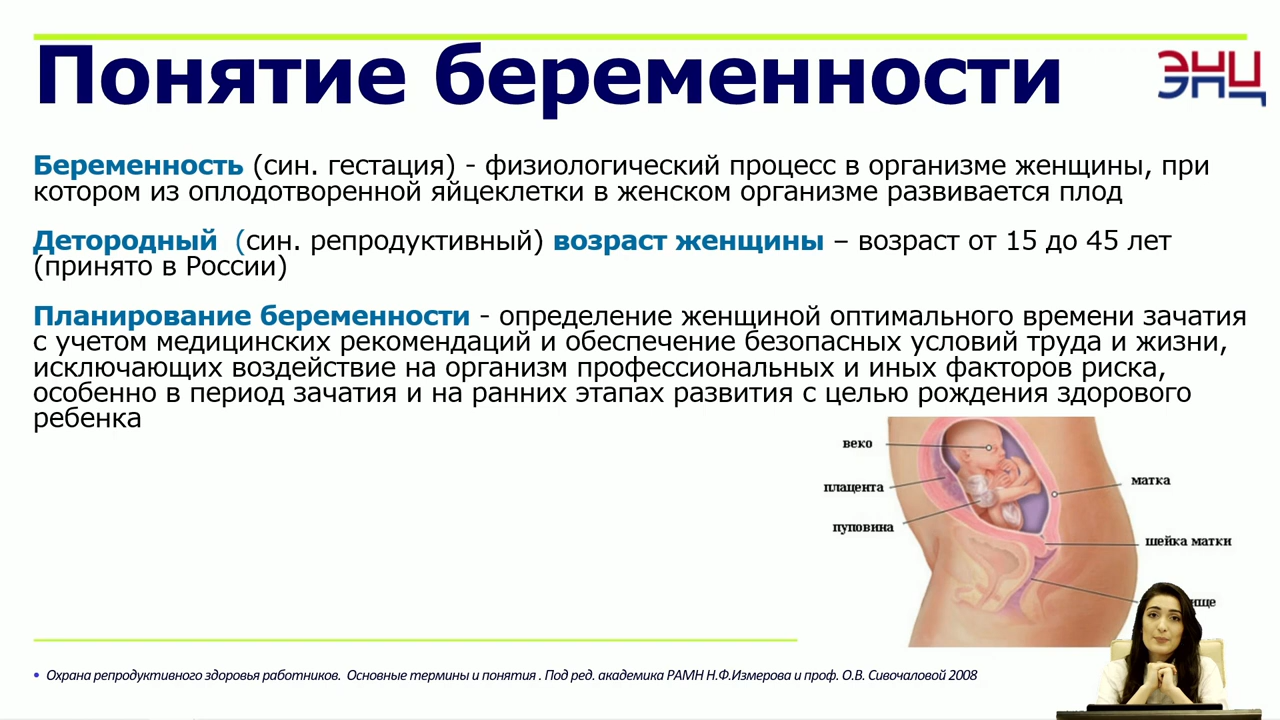 Понятие беременности
ЭНЦ
Беременность (син. гестация) - физиологический процесс в организме женщины, при
котором из оплодотворенной яйцеклетки в женском организме развивается плод
Детородный (син. репродуктивный) возраст женщины – возраст от 15 до 45 лет
(принято в России)
Планирование беременности - определение женщиной оптимального времени зачатия
с учетом медицинских рекомендаций и обеспечение безопасных условий труда и жизни,
исключающих воздействие на организм профессиональных и иных факторов риска,
особенно в период зачатия и на ранних этапах развития с целью рождения здорового
ребенка
веко
плацента
матка
пуповина
шейка матки
• Охрана репродуктивного здоровья работников. Основные термины и понятия . Под ред. академика РАМН Н.Ф.Измерова и проф. О.В. Сивочаловой 2008